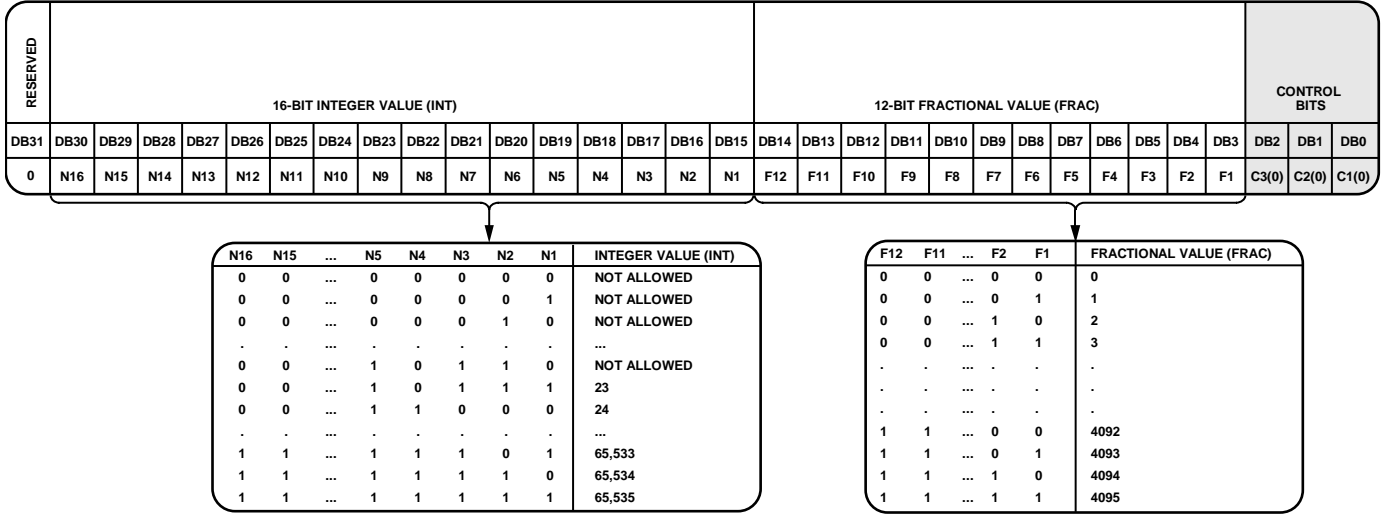 RESERVED
16-BIT INTEGER VALUE (INT) 12-BIT FRACTIONAL VALUE (FRAC) CONTROL
BITS
DB31 DB30 DB29 DB28 DB27 DB26 DB25 DB24 DB23 DB22 DB21 DB20 DB19 DB18 DB17 DB16 DB15 DB14 DB13 DB12 DB11 DB10 DB9 DB8 DB7 DB6 DB5 DB4 DB3 DB2 DB1 DB0
0 N16 N15 N14 N13 N12 N11 N10 N9 N8 N7 N6 N5 N4 N3 N2 N1 F12 F11 F10 F9 F8 F7 F6 F5 F4 F3 F2 F1 C3(0) C2(0) C1(0)
N16 N15 ... N5 N4 N3 N2 N1 INTEGER VALUE (INT)
0 0 ... 0 0 0 0 0 NOT ALLOWED
0 0 ... 0 0 0 0 1 NOT ALLOWED
0 0 ... 0 0 0 1 0 NOT ALLOWED
. . ... . . . . . ...
0 0 ... 1 0 1 1 0 NOT ALLOWED
0 0 ... 1 0 1 1 1 23
0 0 ... 1 1 0 0 0 24
. . ... . . . . . ...
1 1 ... 1 1 1 0 1 65,533
1 1 ... 1 1 1 1 0 65,534
1 1 ... 1 1 1 1 1 65,535
F12 F11 ... F2 F1 FRACTIONAL VALUE (FRAC)
0 0 ... 0 0 0
0 0 ... 0 1 1
0 0 ... 1 0 2
0 0 ... 1 1 3
. . ... . . .
. . ... . . .
. . ... . . .
1 1 ... 0 0 4092
1 1 ... 0 1 4093
1 1 ... 1 0 4094
1 1 ... 1 1 4095